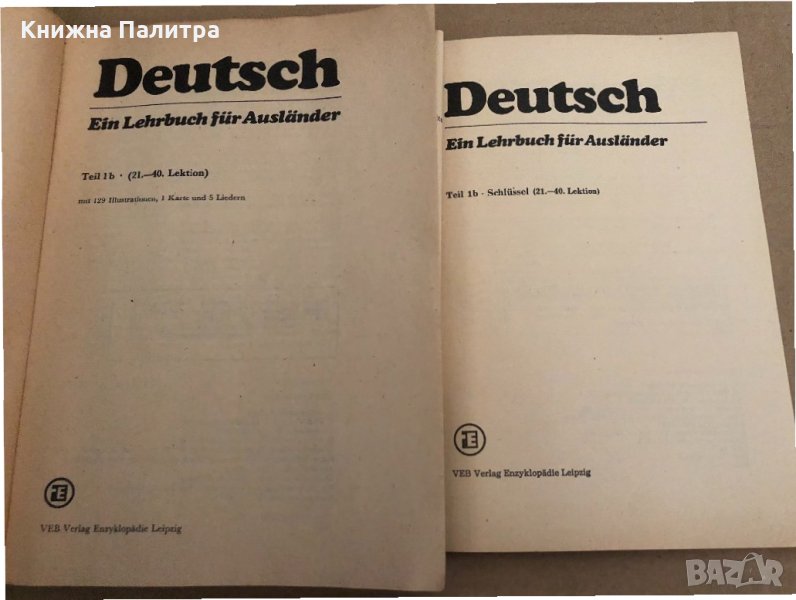 Книжна Палитра
Deutsch
Ein Lehrbuch für Ausländer
Teil 1b · (21.—40. Lektion)
mit 129 Illustrationen, 1 Karte und 5 Liedern
VEB Verlag Enzyklopädie Leipzig
Deutsch
Ein Lehrbuch für Ausländer
Teil 1b · Schlüssel (21.—40. Lektion)
VEB Verlag Enzyklopädie Leipzig
BAZAR